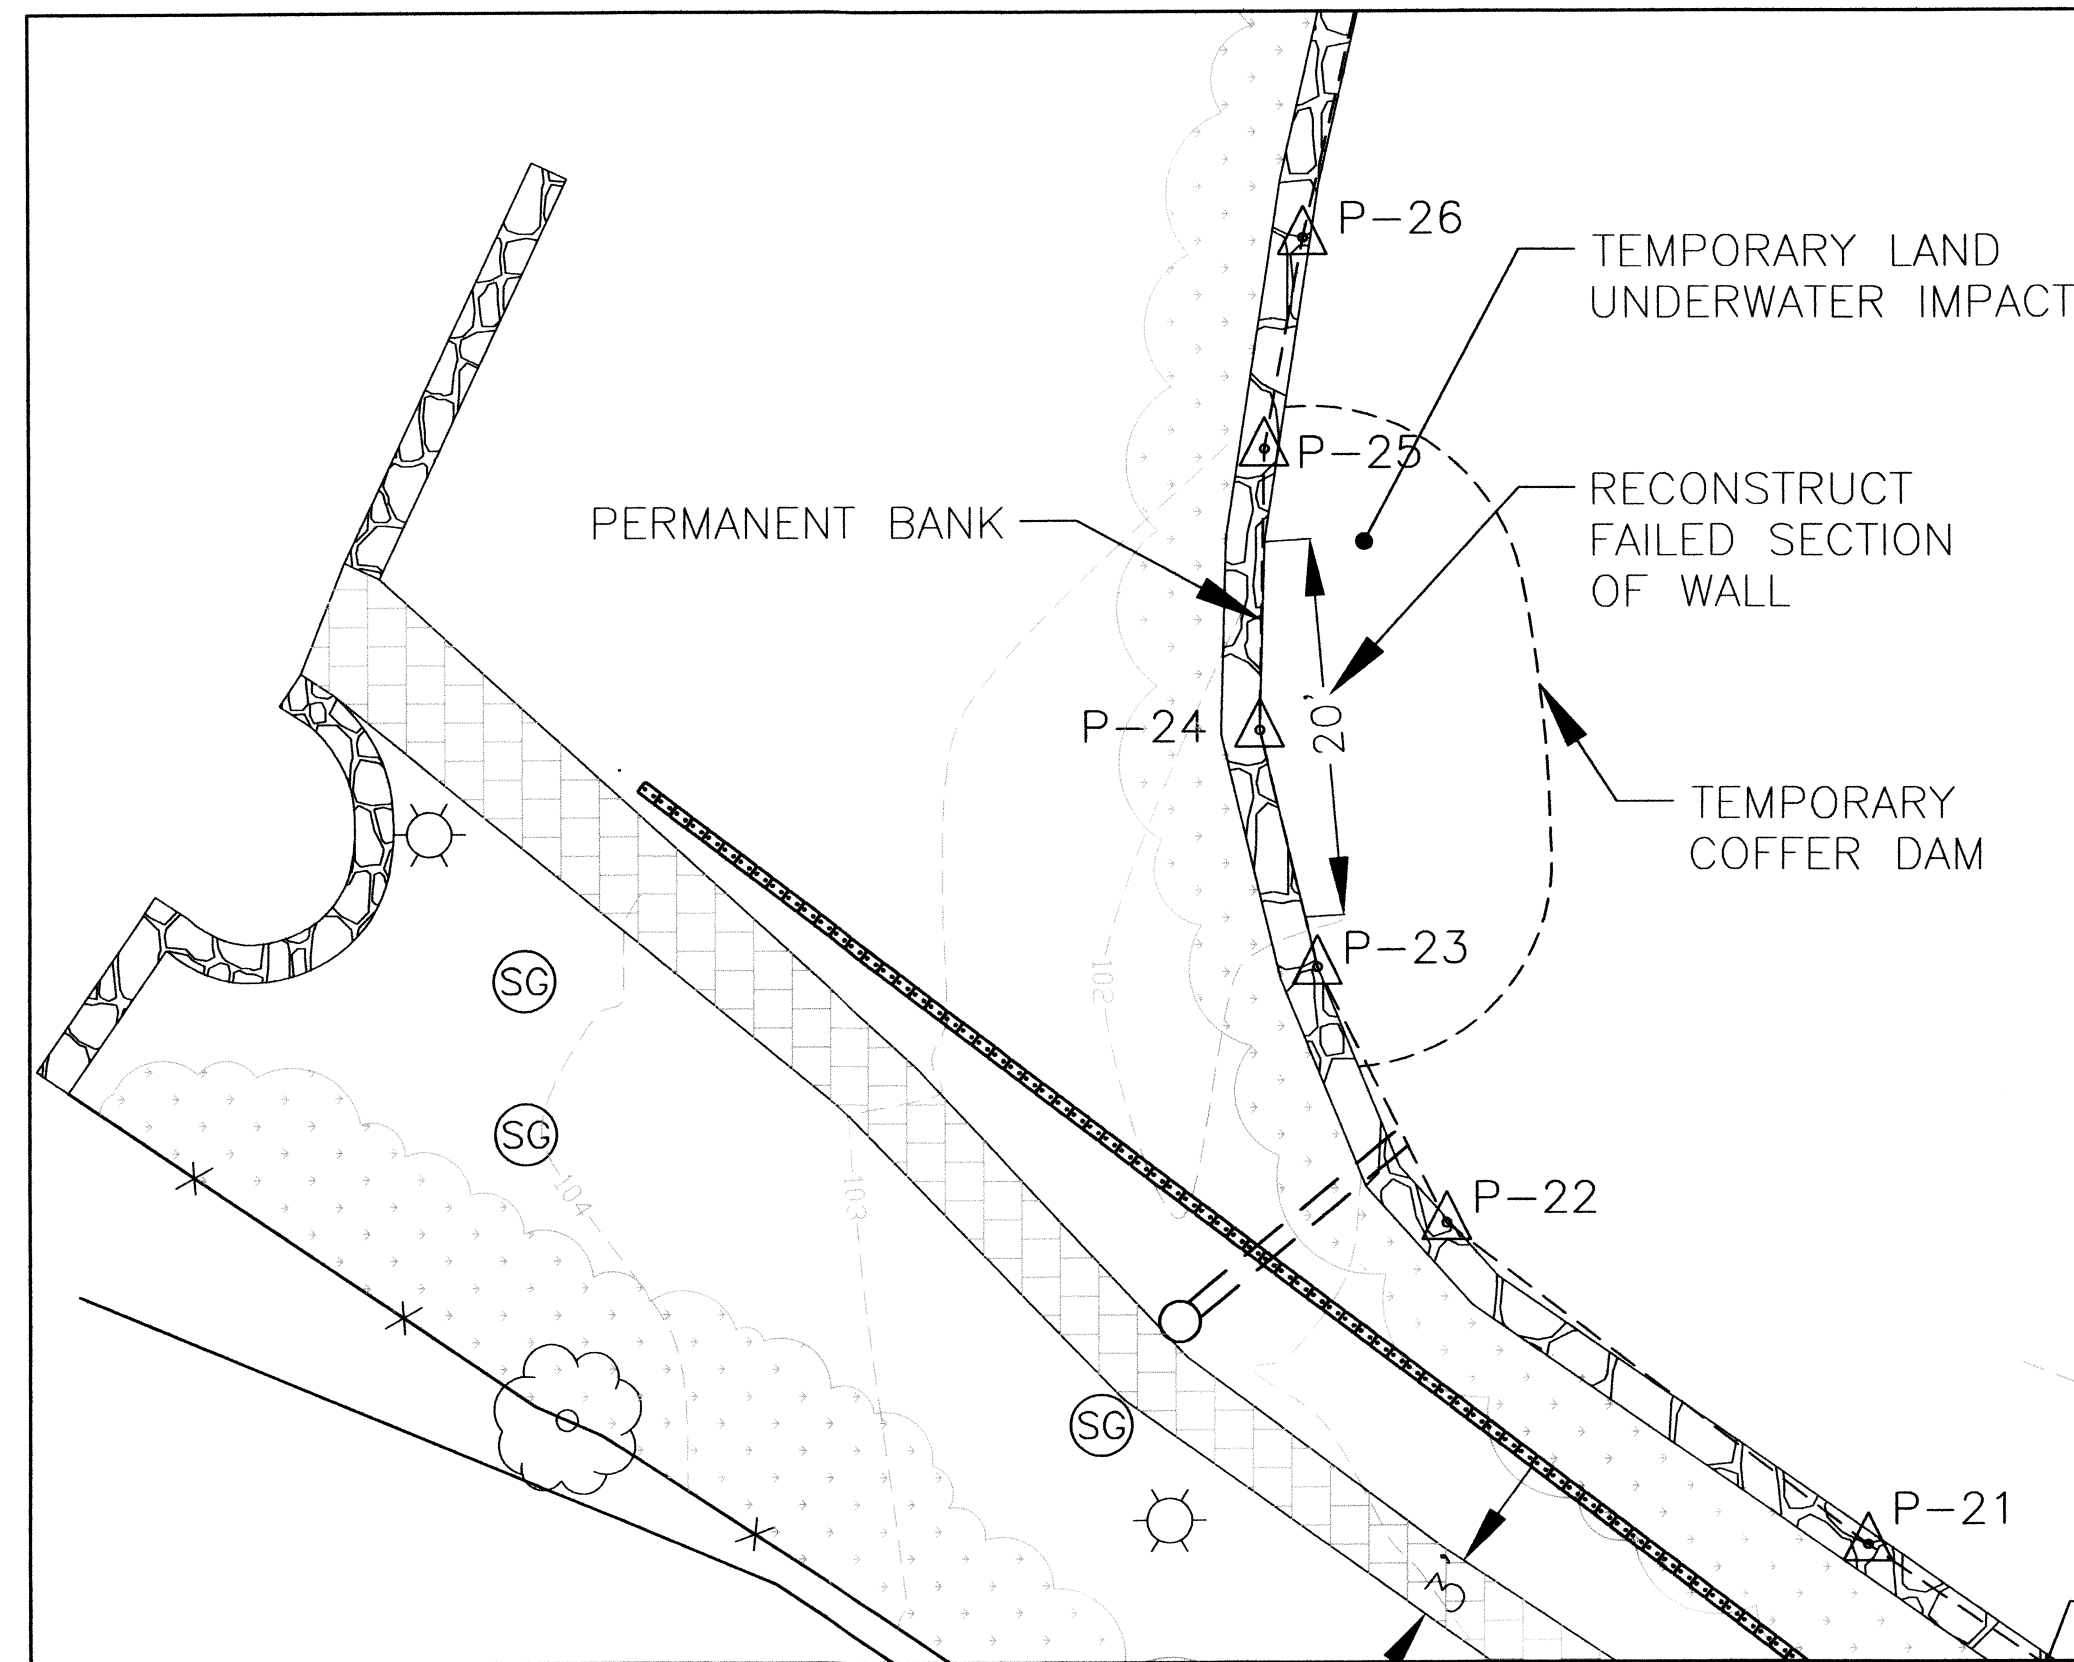 P-26
TEMPORARY LAND
UNDERWATER IMPACT
P-25
RECONSTRUCT
FAILED SECTION
OF WALL
PERMANENT BANK
P-24
20'
TEMPORARY
COFFER DAM
P-23
102
SG
SG
104
103
P-22
SG
P-21
3'